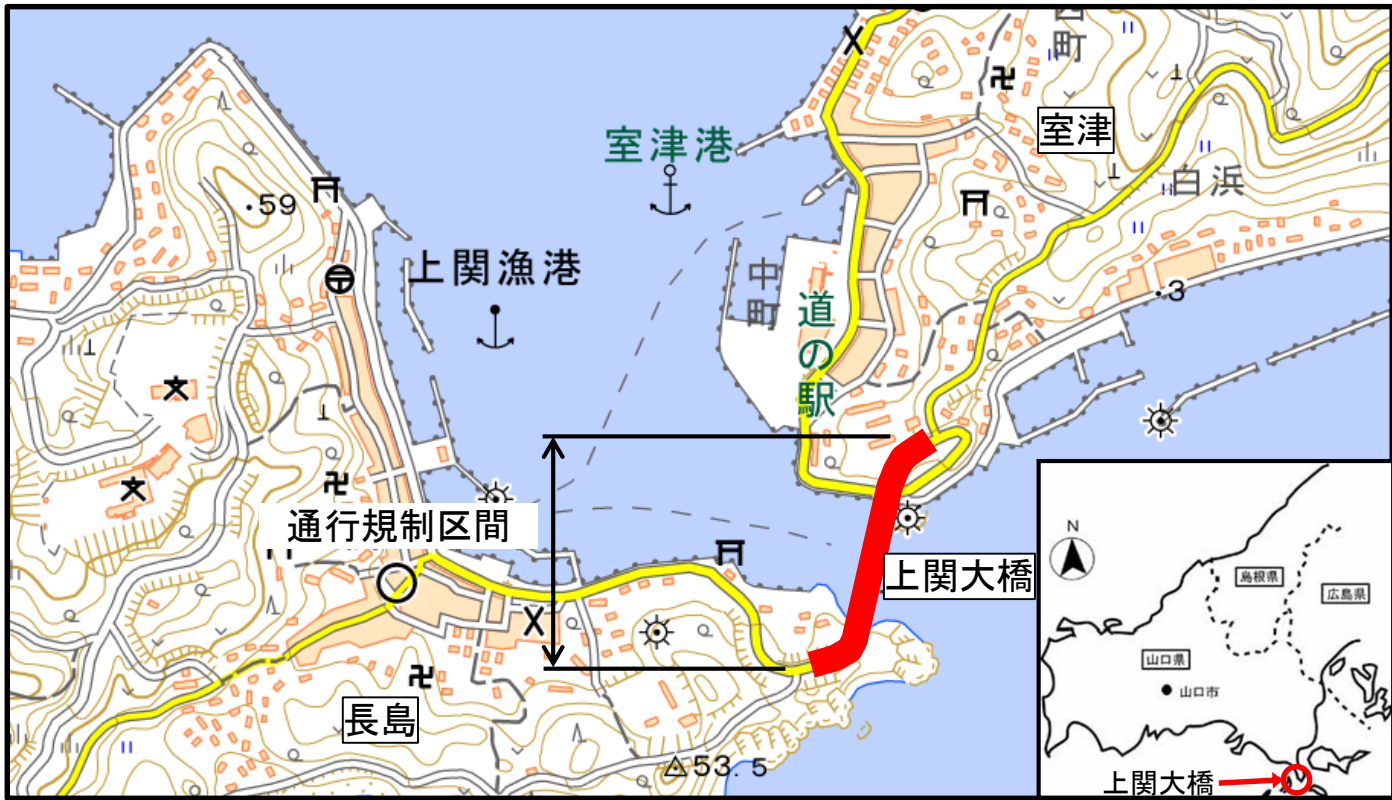 西町
室津
室津港
白浜
・59
上関漁港
中町
道の駅
・3
通行規制区間
上関大橋
長島
53.5
N
島根県
広島県
山口県
山口市
上関大橋